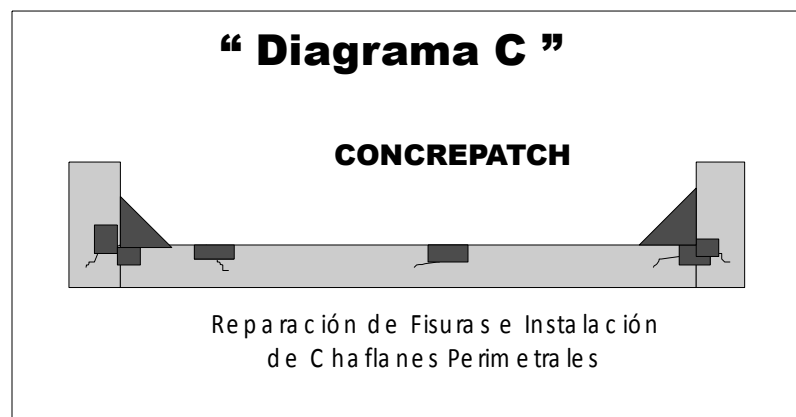 “ Diagrama C ”
CONCREPATCH
Reparación de Fisuras e Instalación
de Chaflanes Perimetrales